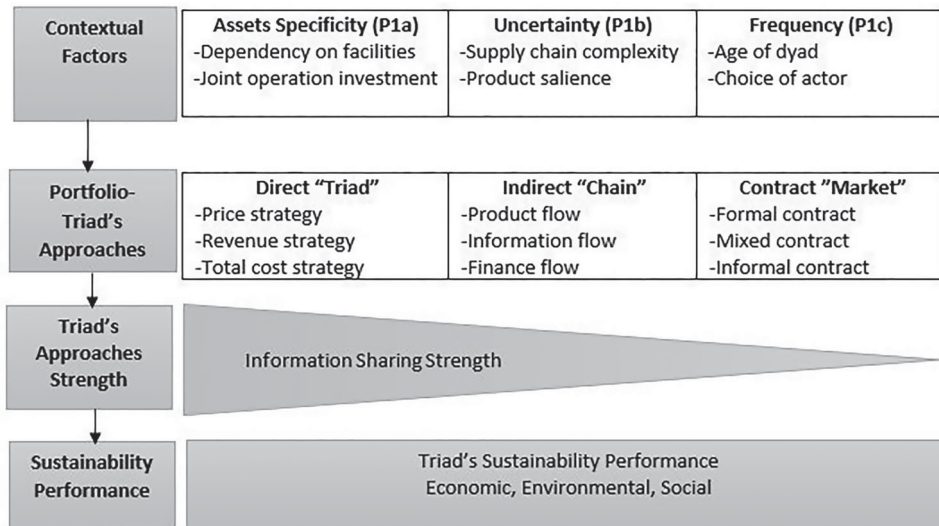 Contextual
Factors
Assets Specificity (P1a)
-Dependency on facilities
-Joint operation investment
Uncertainty (P1b)
-Supply chain complexity
-Product salience
Frequency (P1c)
-Age of dyad
-Choice of actor
Portfolio-
Triad's
Approaches
Direct “Triad”
-Price strategy
-Revenue strategy
-Total cost strategy
Indirect “Chain”
-Product flow
-Information flow
-Finance flow
Contract ”Market”
-Formal contract
-Mixed contract
-Informal contract
Triad's
Approaches
Strength
Information Sharing Strength
Sustainability
Performance
Triad's Sustainability Performance
Economic, Environmental, Social